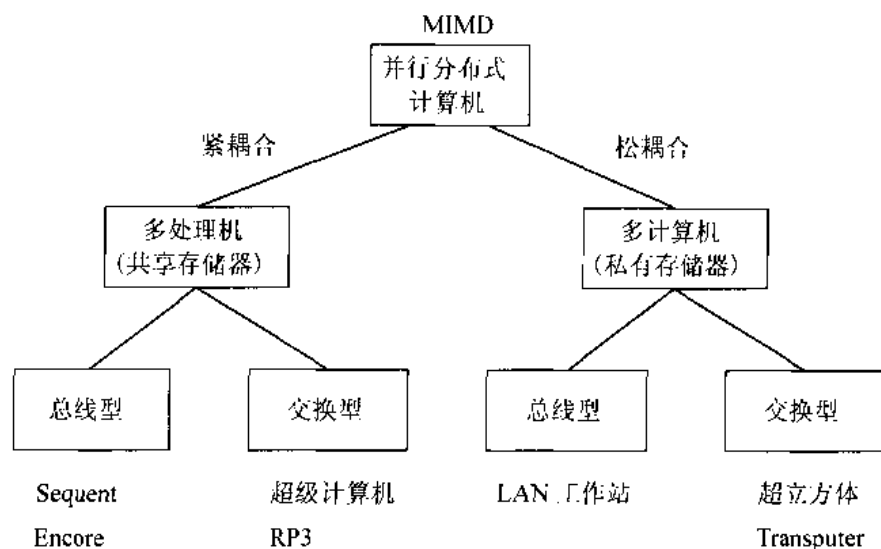 MIMD
并行分布式
计算机
紧耦合
松耦合
多处理机
(共享存储器)
多计算机
(私有存储器)
总线型
交换型
总线型
交换型
Sequent
超级计算机
LAN 工作站
超立方体
Encore
RP3
Transputer